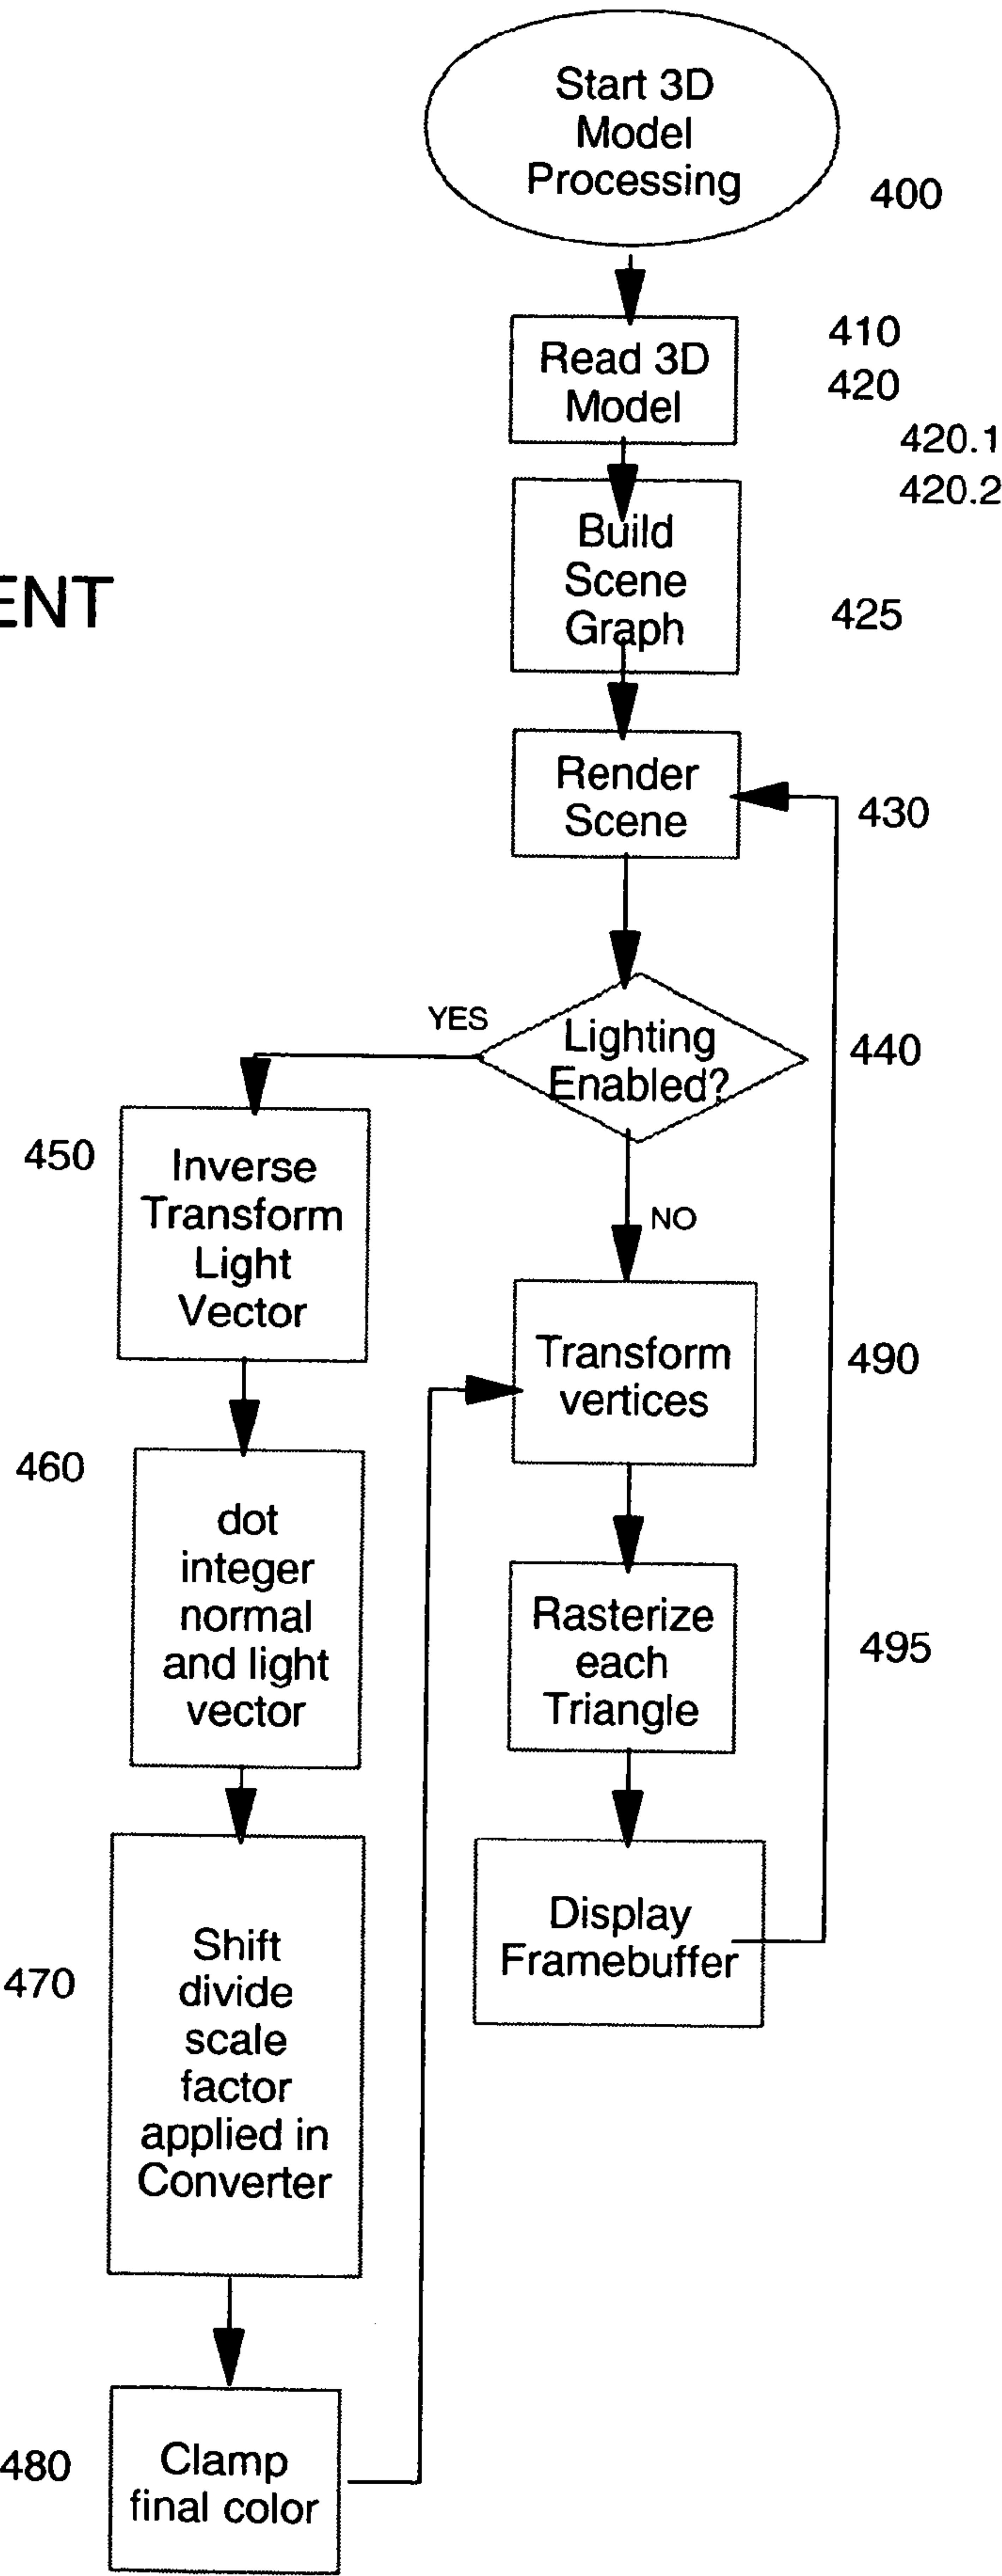 Start 3D
Model
Processing
400
Read 3D
Model
410
420
420.1
420.2
Build
Scene
Graph
425
ENT
Render
Scene
430
Lighting
Enabled?
440
YES
NO
450
Inverse
Transform
Light
Vector
460
dot
integer
normal
and light
vector
470
Shift
divide
scale
factor
applied in
Converter
480
Clamp
final color
Transform
vertices
490
Rasterize
each
Triangle
495
Display
Framebuffer